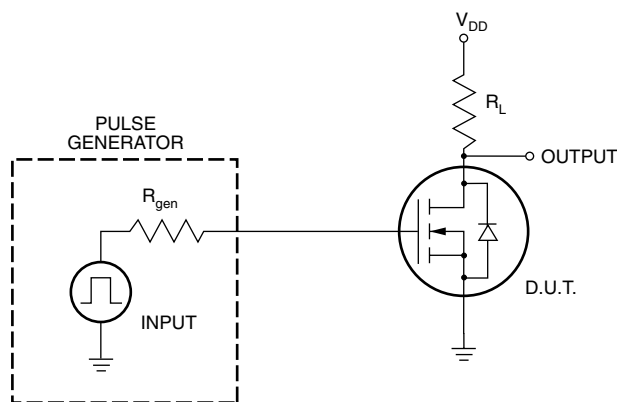 V_DD
R_L
PULSE
GENERATOR
OUTPUT
R_gen
D.U.T.
INPUT